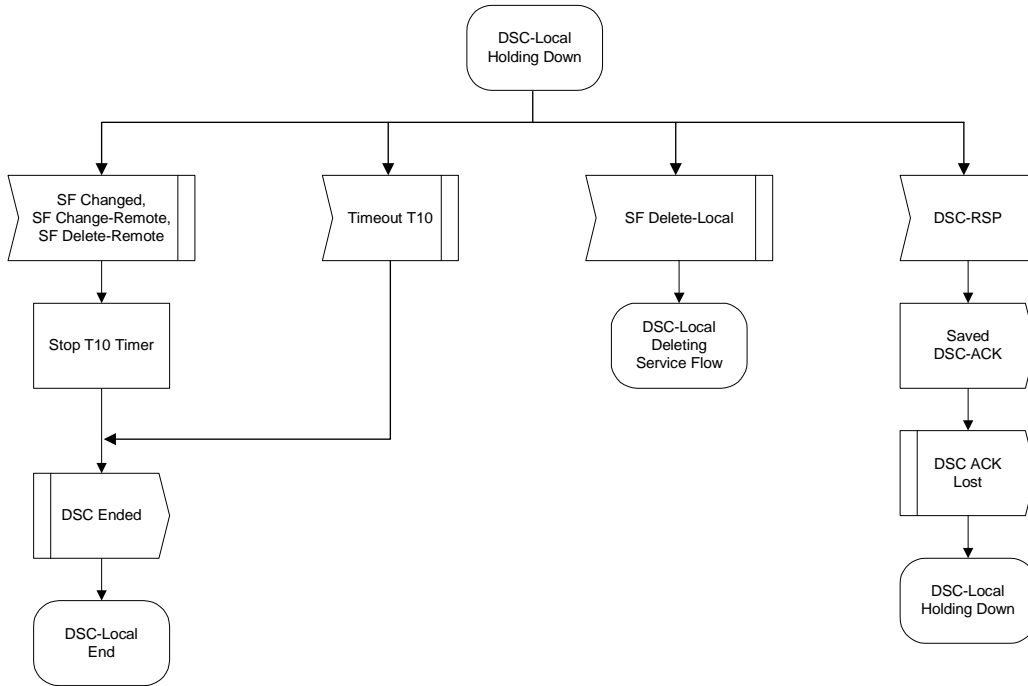 DSC-Local
Holding Down
SF Changed,
SF Change-Remote,
SF Delete-Remote
Timeout T10
SF Delete-Local
DSC-RSP
Stop T10 Timer
DSC-Local
Deleting
Service Flow
Saved
DSC-ACK
DSC Ended
DSC ACK
Lost
DSC-Local
End
DSC-Local
Holding Down